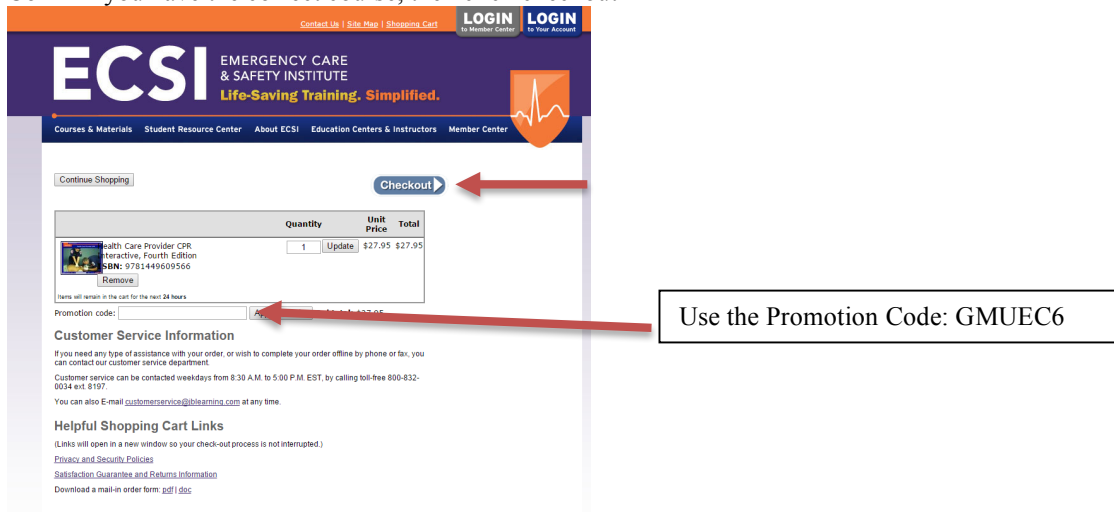 Contact Us | Site Map | Shopping Cart
LOGIN
to Member Center
LOGIN
to Your Account
ECSI
EMERGENCY CARE
& SAFETY INSTITUTE
Life-Saving Training. Simplified.
Courses & Materials Student Resource Center About ECSI Education Centers & Instructors Member Center
Continue Shopping
Checkout
Quantity Unit Price Total
Health Care Provider CPR
Interactive, Fourth Edition
ISBN: 9781449609566
1 Update $27.95 $27.95
Remove
Items will remain in the cart for the next 24 hours
Promotion code:
Use the Promotion Code: GMUEC6
Customer Service Information
If you need any type of assistance with your order, or wish to complete your order offline by phone or fax, you
can contact our customer service department.
Customer service can be contacted weekdays from 8:30 A.M. to 5:00 P.M. EST, by calling toll-free 800-832-
0034 ext. 8197.
You can also E-mail customerservice@jblearning.com at any time.
Helpful Shopping Cart Links
(Links will open in a new window so your check-out process is not interrupted.)
Privacy and Security Policies
Satisfaction Guarantee and Returns Information
Download a mail-in order form: pdf | doc